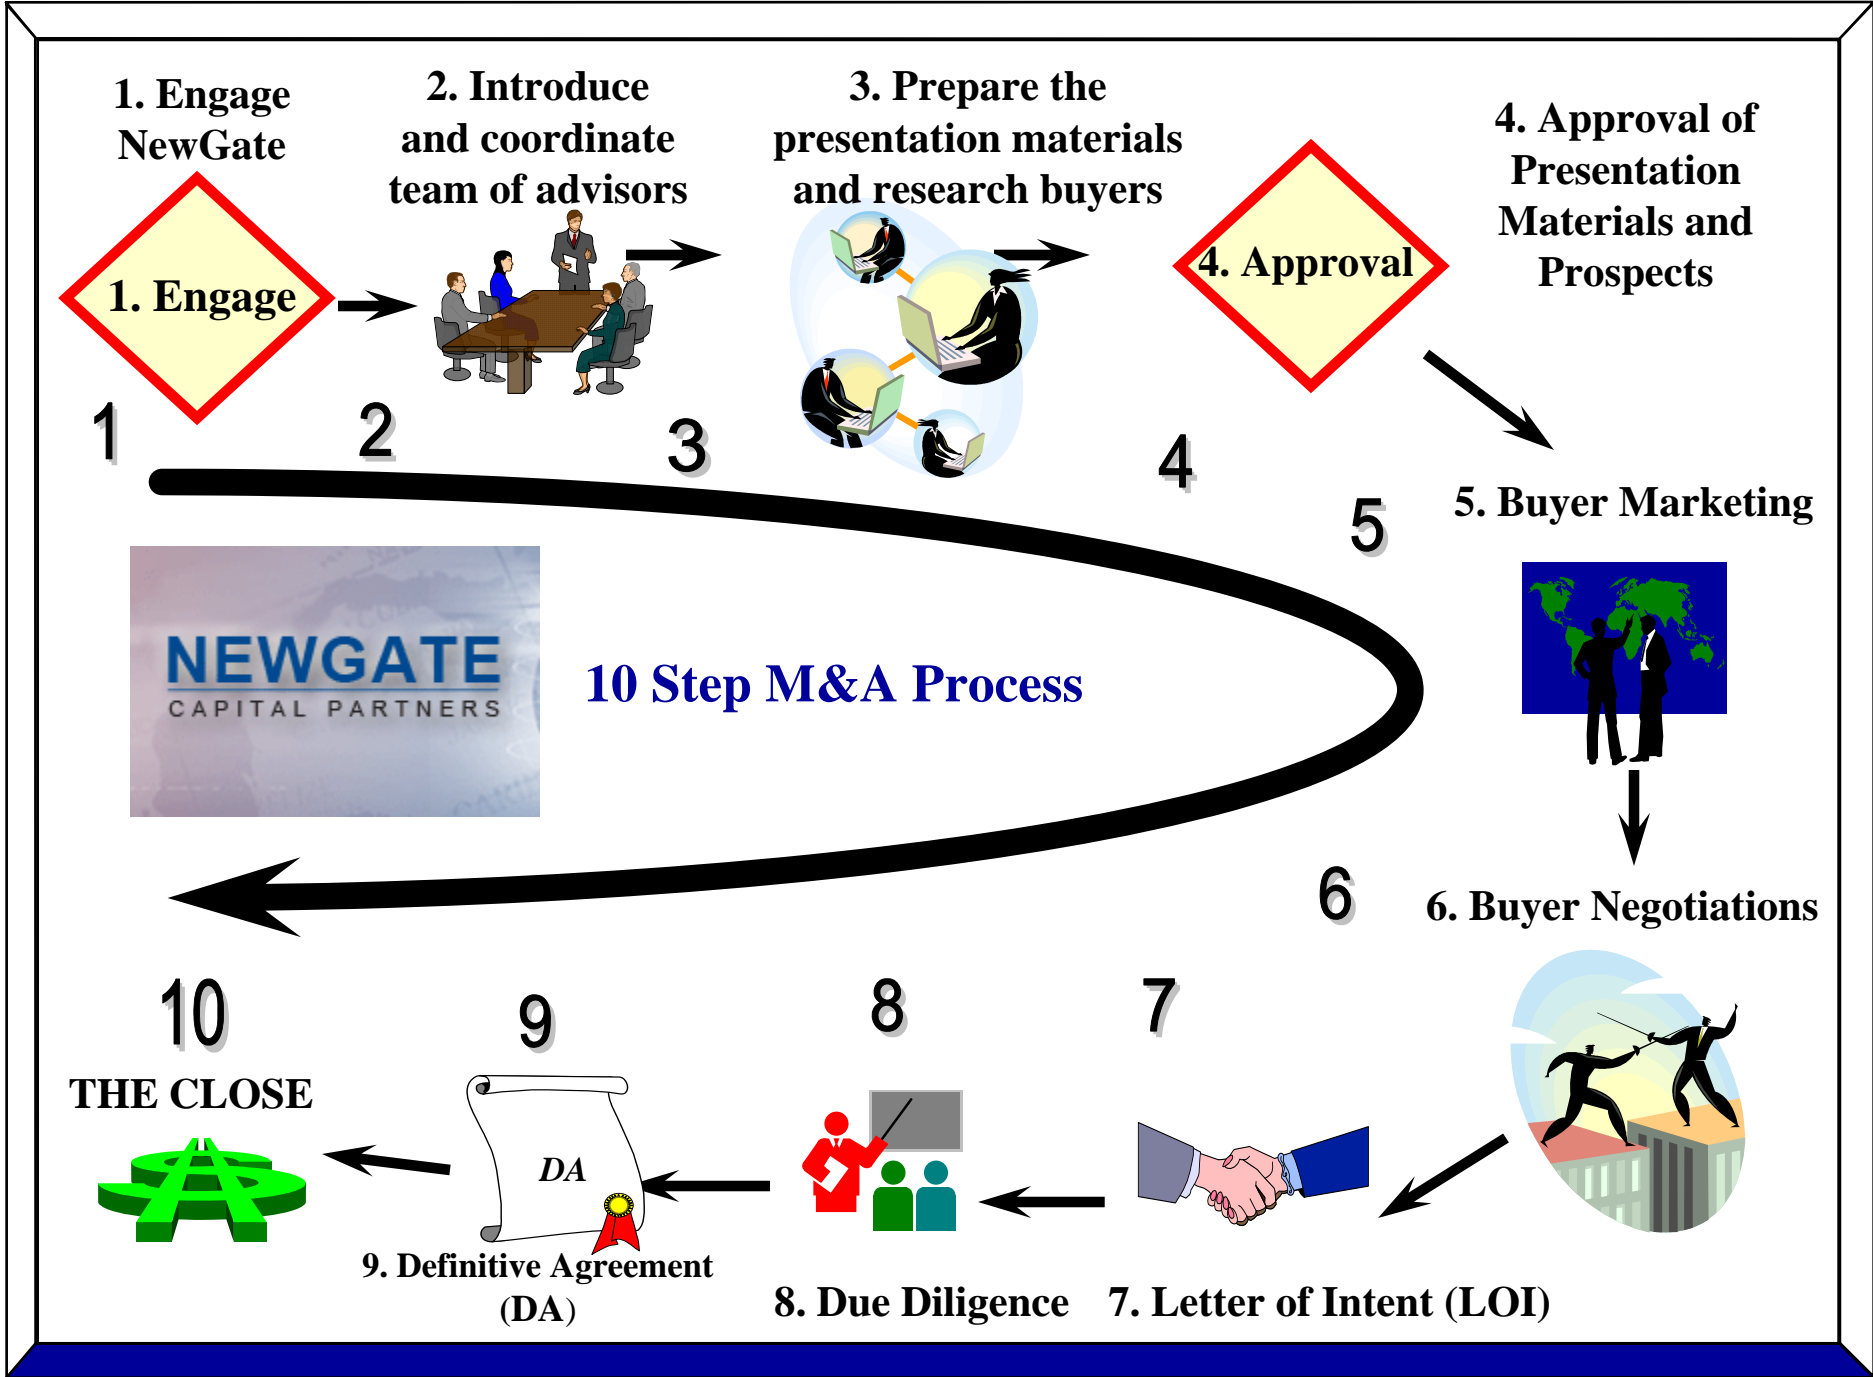 1. Engage
NewGate
2. Introduce
and coordinate
team of advisors
3. Prepare the
presentation materials
and research buyers
4. Approval of
Presentation
Materials and
Prospects
1. Engage
4. Approval
1
2
3
4
5
5. Buyer Marketing
NEWGATE
CAPITAL PARTNERS
10 Step M&A Process
6
6. Buyer Negotiations
7
7. Letter of Intent (LOI)
8
8. Due Diligence
9
DA
9. Definitive Agreement
(DA)
10
THE CLOSE